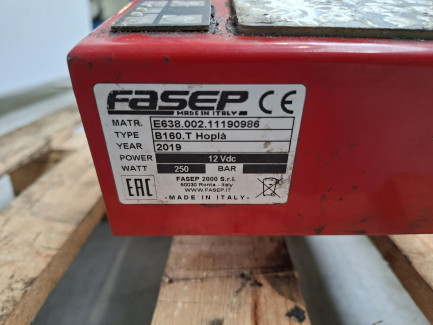 FASEP CE
MADE IN ITALY
MATR. E638.002.11190986
TYPE B160.T Hoplà
YEAR 2019
POWER 12 Vdc
WATT 250 BAR
EAC
FASEP 2000 S.r.l.
50030 Ronta - Italy
WWW.FASEP.IT
- MADE IN ITALY -